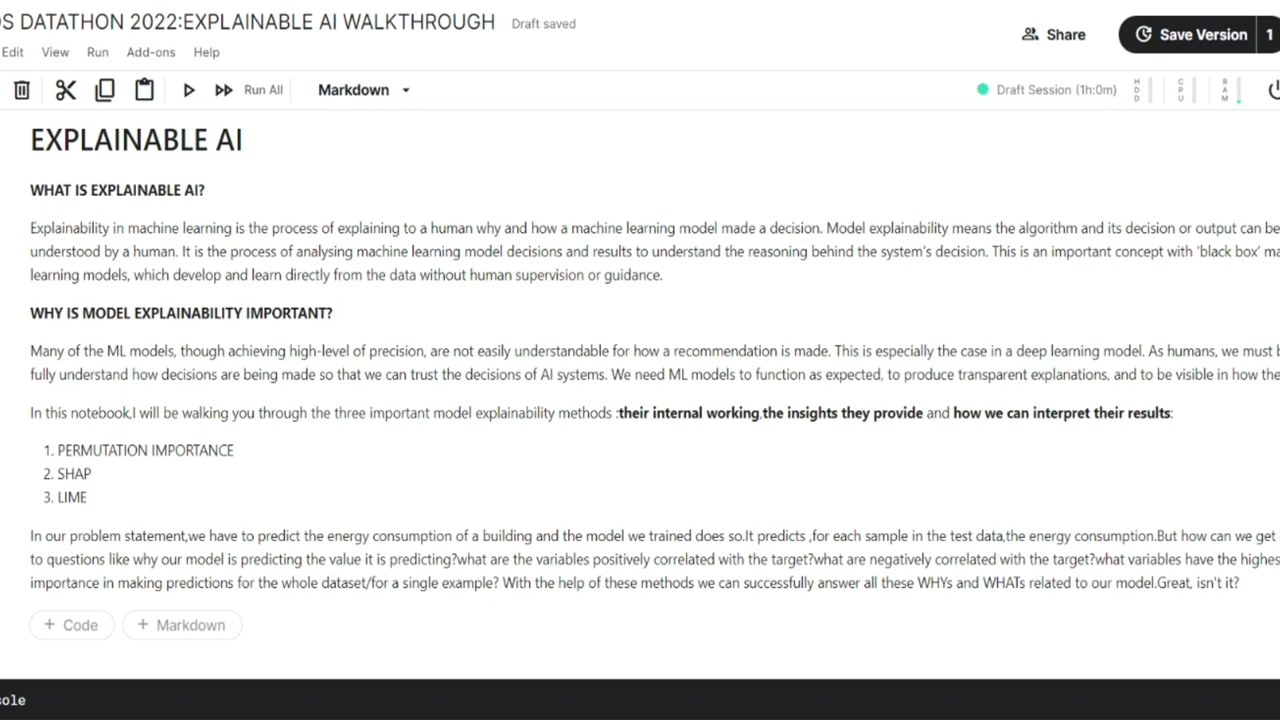 OS DATATHON 2022:EXPLAINABLE AI WALKTHROUGH Draft saved
Edit View Run Add-ons Help
Share
Save Version 1
Run All
Markdown
Draft Session (1h:0m)
HDD
CPU
RAM
EXPLAINABLE AI
WHAT IS EXPLAINABLE AI?
Explainability in machine learning is the process of explaining to a human why and how a machine learning model made a decision. Model explainability means the algorithm and its decision or output can be
understood by a human. It is the process of analysing machine learning model decisions and results to understand the reasoning behind the system's decision. This is an important concept with 'black box' ma
learning models, which develop and learn directly from the data without human supervision or guidance.
WHY IS MODEL EXPLAINABILITY IMPORTANT?
Many of the ML models, though achieving high-level of precision, are not easily understandable for how a recommendation is made. This is especially the case in a deep learning model. As humans, we must b
fully understand how decisions are being made so that we can trust the decisions of AI systems. We need ML models to function as expected, to produce transparent explanations, and to be visible in how the
In this notebook,I will be walking you through the three important model explainability methods :their internal working,the insights they provide and how we can interpret their results:
1. PERMUTATION IMPORTANCE
2. SHAP
3. LIME
In our problem statement,we have to predict the energy consumption of a building and the model we trained does so.It predicts ,for each sample in the test data,the energy consumption.But how can we get
to questions like why our model is predicting the value it is predicting?what are the variables positively correlated with the target?what are negatively correlated with the target?what variables have the highes
importance in making predictions for the whole dataset/for a single example? With the help of these methods we can successfully answer all these WHYs and WHATs related to our model.Great, isn't it?
+ Code + Markdown
sole